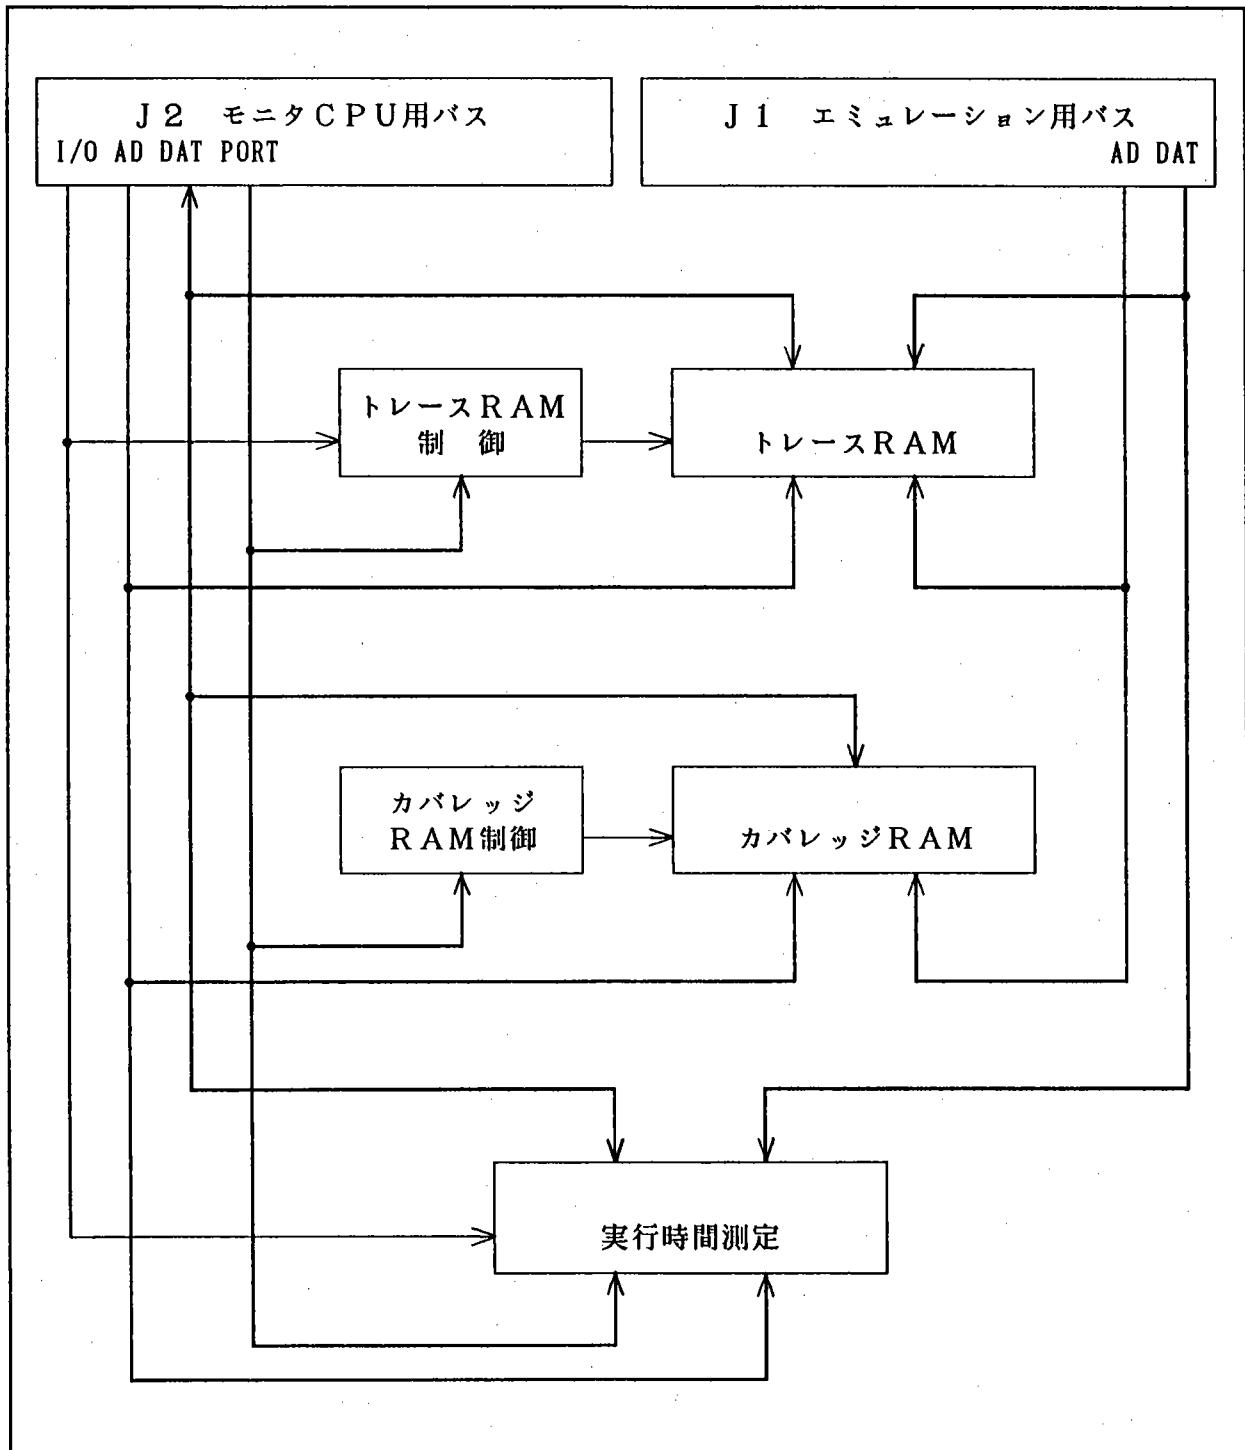 J2 モニタCPU用バス
I/O AD DAT PORT
J1 エミュレーション用バス
AD DAT
トレースRAM
制 御
トレースRAM
カバレッジ
RAM制御
カバレッジRAM
実行時間測定